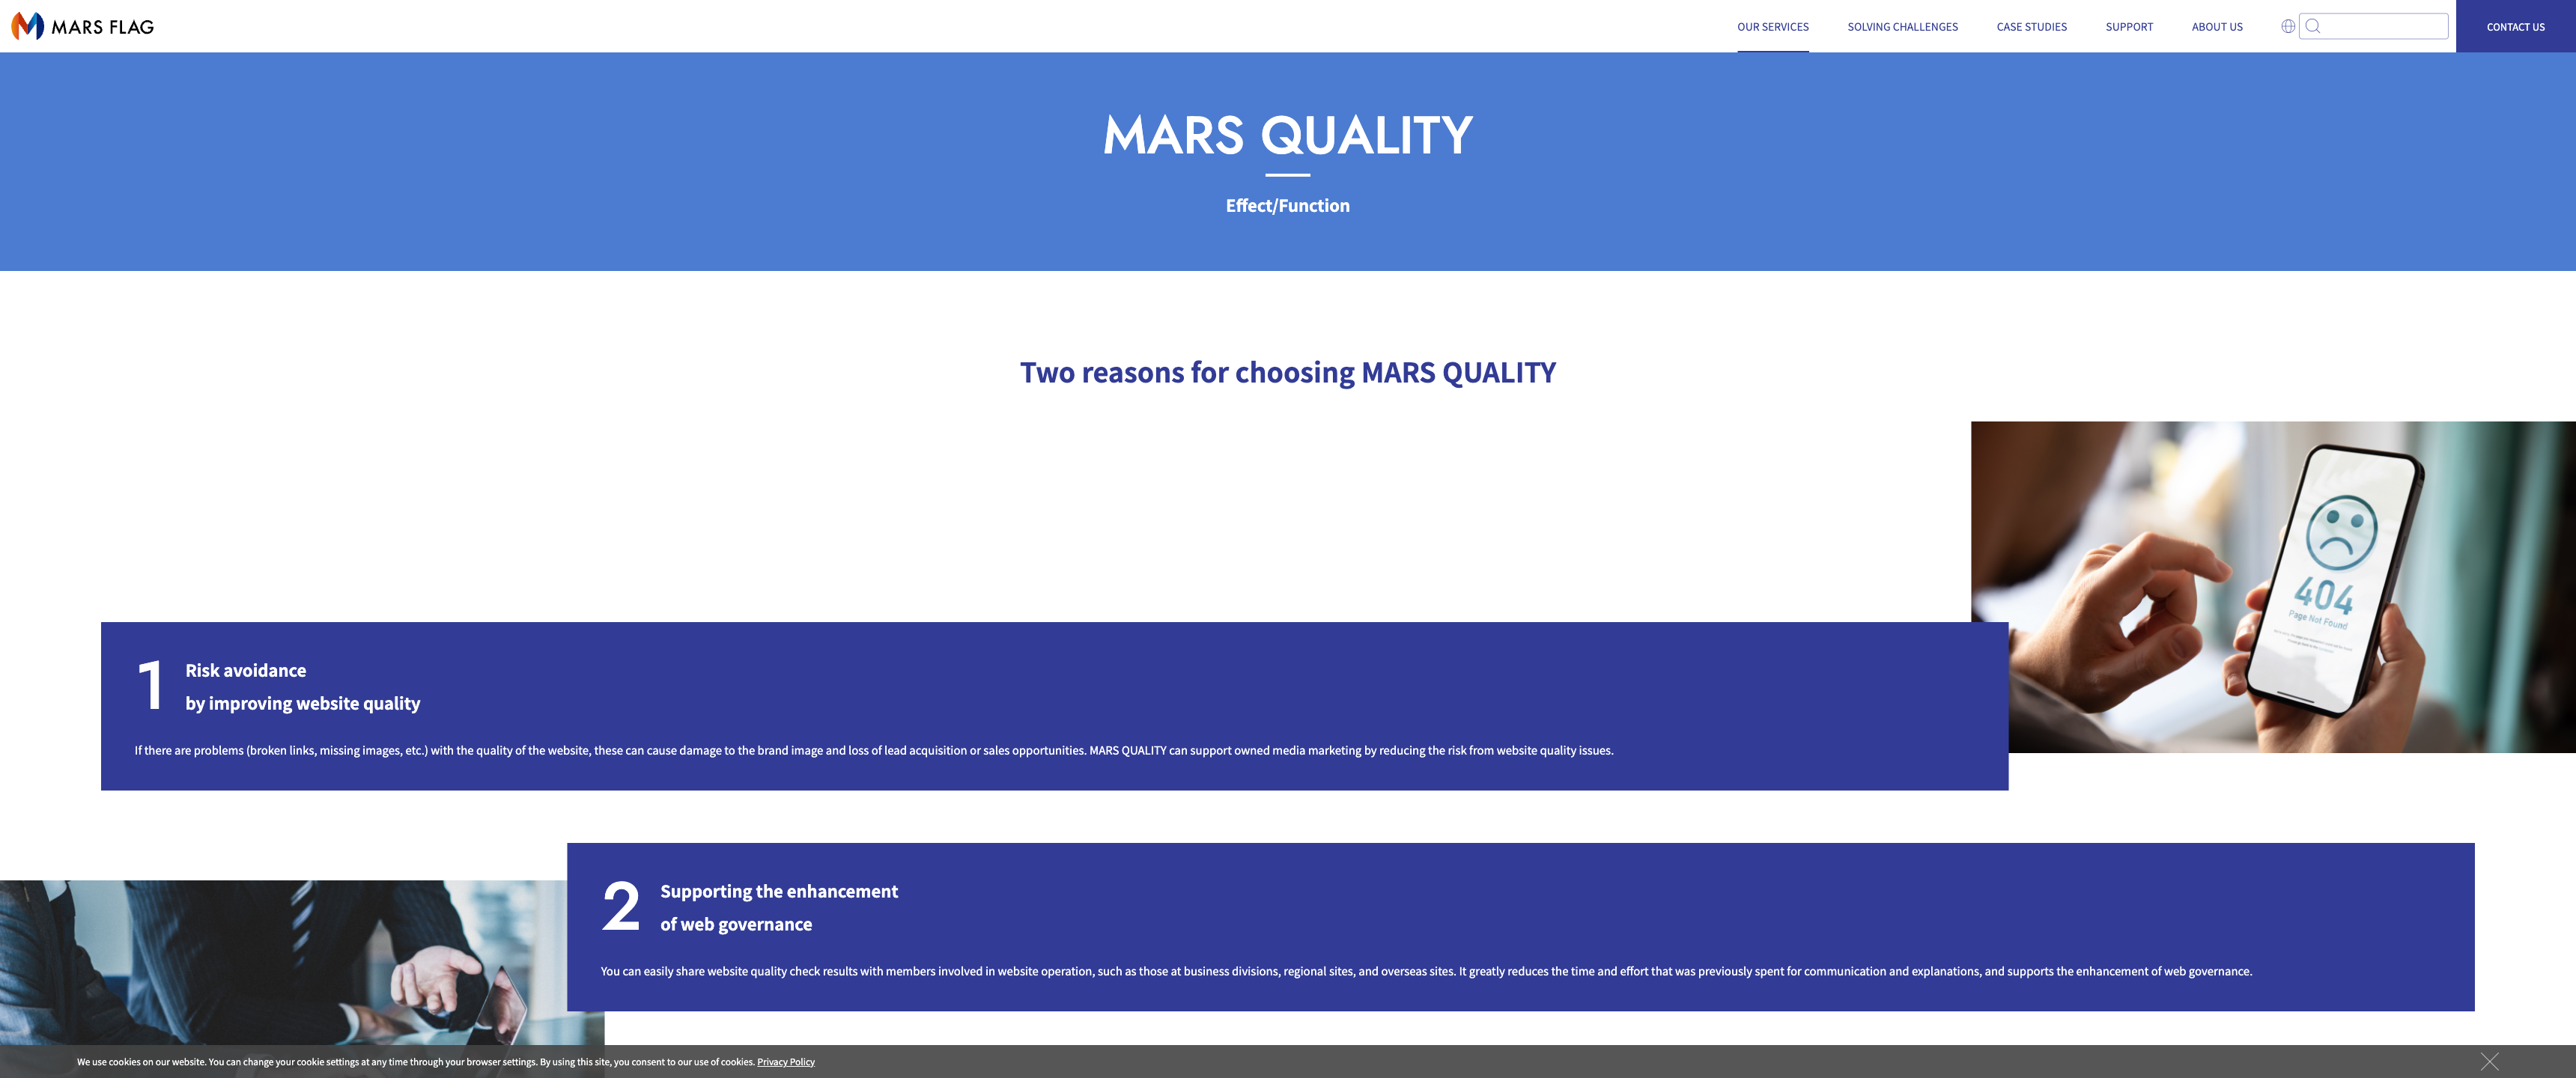 MARS FLAG
OUR SERVICES
SOLVING CHALLENGES
CASE STUDIES
SUPPORT
ABOUT US
CONTACT US
MARS QUALITY
Effect/Function
Two reasons for choosing MARS QUALITY
404
Page Not Found
1
Risk avoidance
by improving website quality
If there are problems (broken links, missing images, etc.) with the quality of the website, these can cause damage to the brand image and loss of lead acquisition or sales opportunities. MARS QUALITY can support owned media marketing by reducing the risk from website quality issues.
2
Supporting the enhancement
of web governance
You can easily share website quality check results with members involved in website operation, such as those at business divisions, regional sites, and overseas sites. It greatly reduces the time and effort that was previously spent for communication and explanations, and supports the enhancement of web governance.
We use cookies on our website. You can change your cookie settings at any time through your browser settings. By using this site, you consent to our use of cookies. Privacy Policy